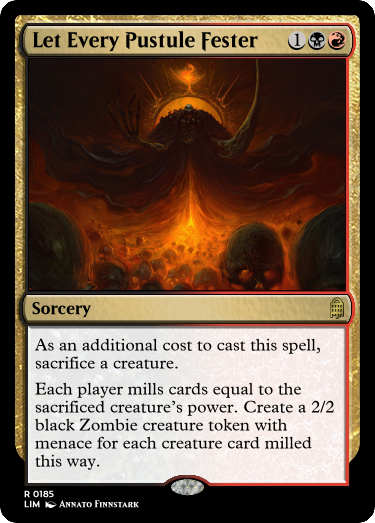 Let Every Pustule Fester 1
Sorcery
As an additional cost to cast this spell,
sacrifice a creature.
Each player mills cards equal to the
sacrificed creature's power. Create a 2/2
black Zombie creature token with
menace for each creature card milled
this way.
R 0185
LIM Annato Finnstark